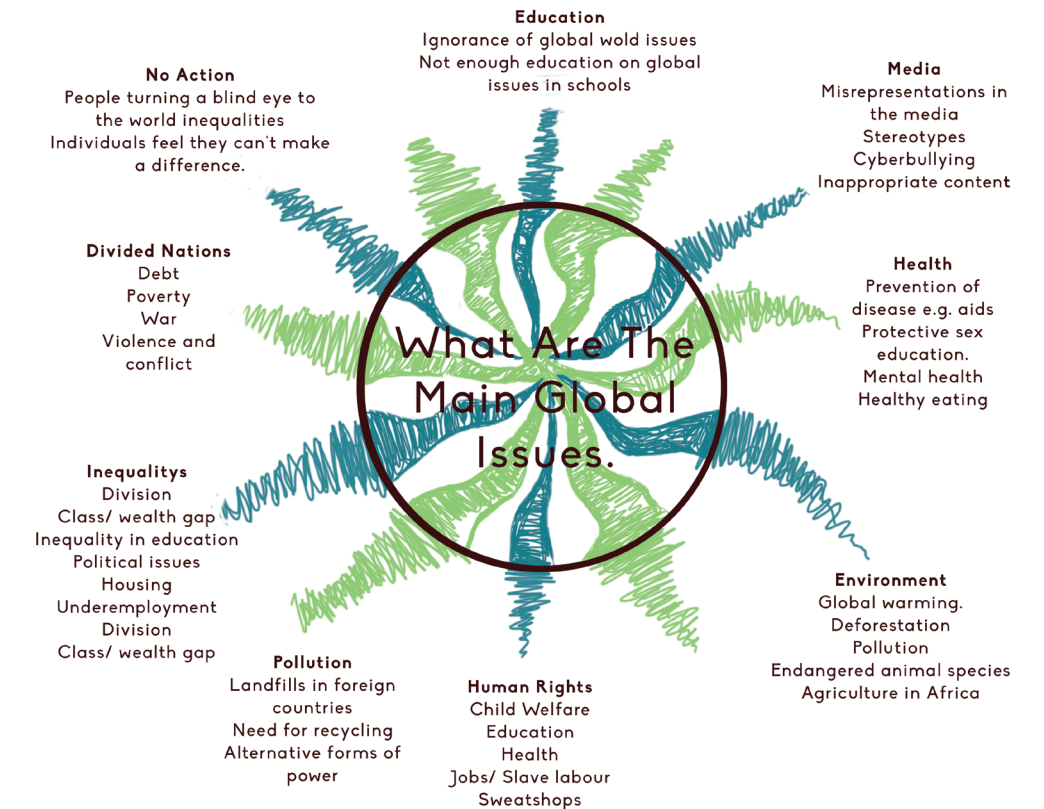 Education
Ignorance of global wold issues
Not enough education on global
issues in schools
No Action
People turning a blind eye to
the world inequalities
Individuals feel they can't make
a difference.
Media
Misrepresentations in
the media
Stereotypes
Cyberbullying
Inappropriate content
Divided Nations
Debt
Poverty
War
Violence and
conflict
Health
Prevention of
disease e.g. aids
Protective sex
education.
Mental health
Healthy eating
What Are The
Main Global
Issues.
Inequalitys
Division
Class/ wealth gap
Inequality in education
Political issues
Housing
Underemployment
Division
Class/ wealth gap
Environment
Global warming.
Deforestation
Pollution
Endangered animal species
Agriculture in Africa
Pollution
Landfills in foreign
countries
Need for recycling
Alternative forms of
power
Human Rights
Child Welfare
Education
Health
Jobs/ Slave labour
Sweatshops